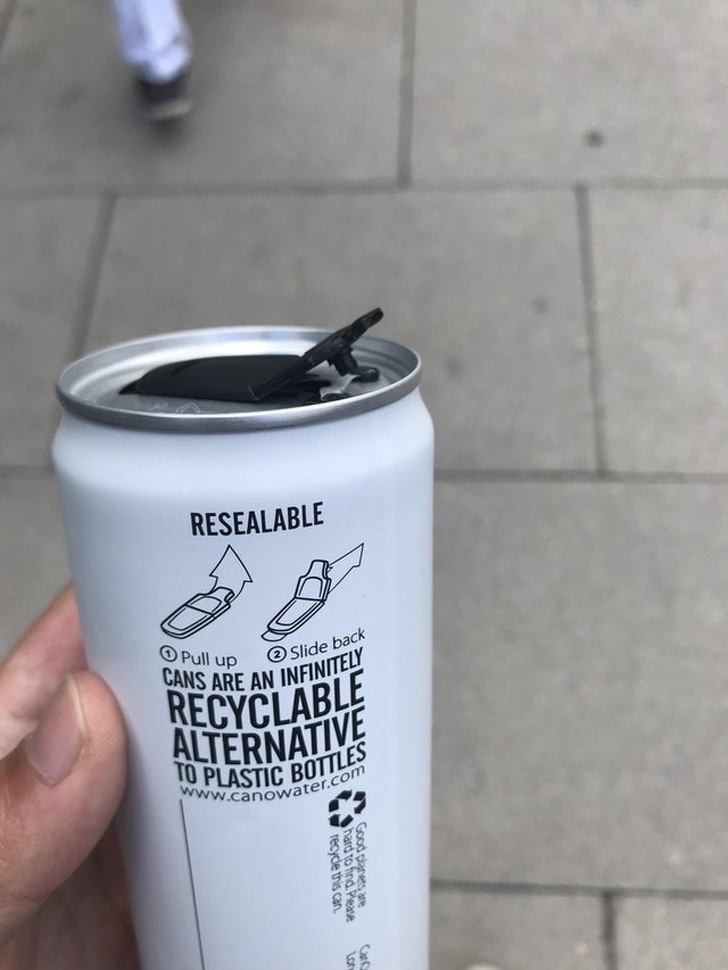 RESEALABLE
1 Pull up
2 Slide back
CANS ARE AN INFINITELY
RECYCLABLE
ALTERNATIVE
TO PLASTIC BOTTLES
www.canowater.com
Good planets are
hard to find. Please
recycle this can.